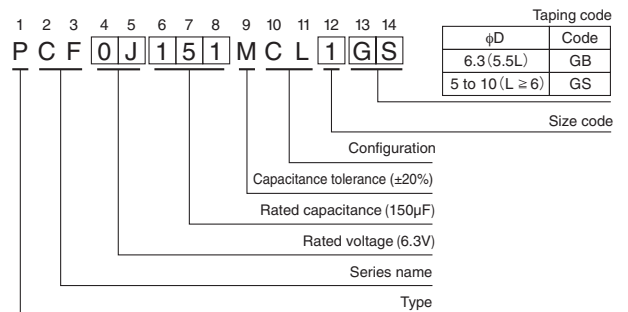 1 2 3 4 5 6 7 8 9 10 11 12 13 14
P C F 0 J 1 5 1 M C L 1 G S
Taping code
φD Code
6.3(5.5L) GB
5 to 10(L ≧ 6) GS
Size code
Configuration
Capacitance tolerance (±20%)
Rated capacitance (150μF)
Rated voltage (6.3V)
Series name
Type